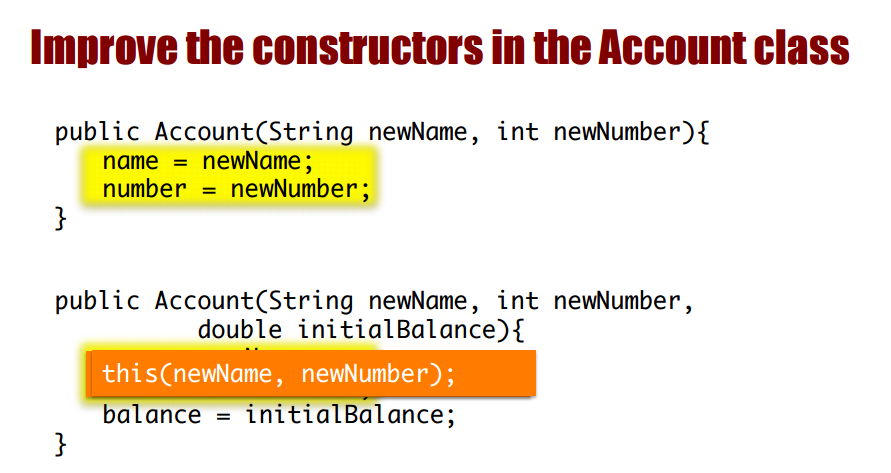 Improve the constructors in the Account class
public Account(String newName, int newNumber){
name = newName;
number = newNumber;
}
public Account(String newName, int newNumber,
double initialBalance){
this(newName, newNumber);
balance = initialBalance;
}